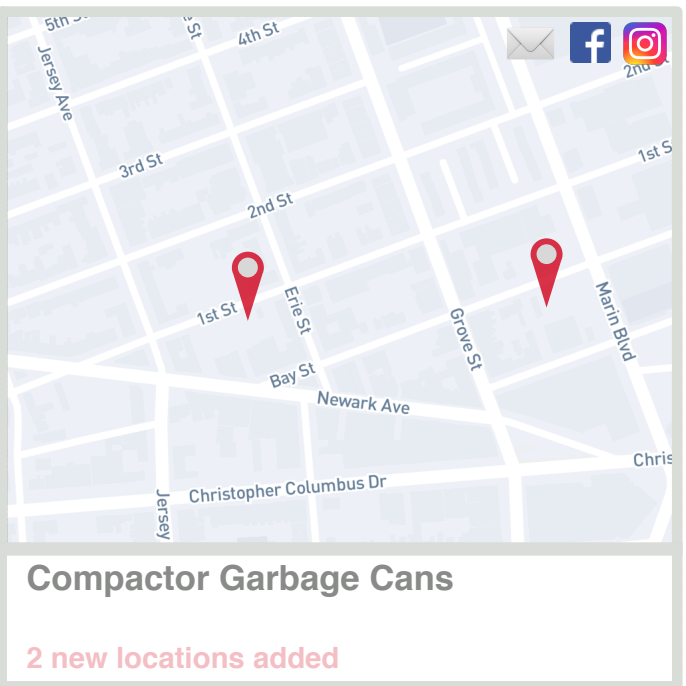 5th
St
4th St
Jersey Ave
2nd
3rd St
1st S
2nd St
1st St
Erie St
Marin Blvd
Grove St
Bay St
Newark Ave
Chris
Christopher Columbus Dr
Jersey
Compactor Garbage Cans
2 new locations added